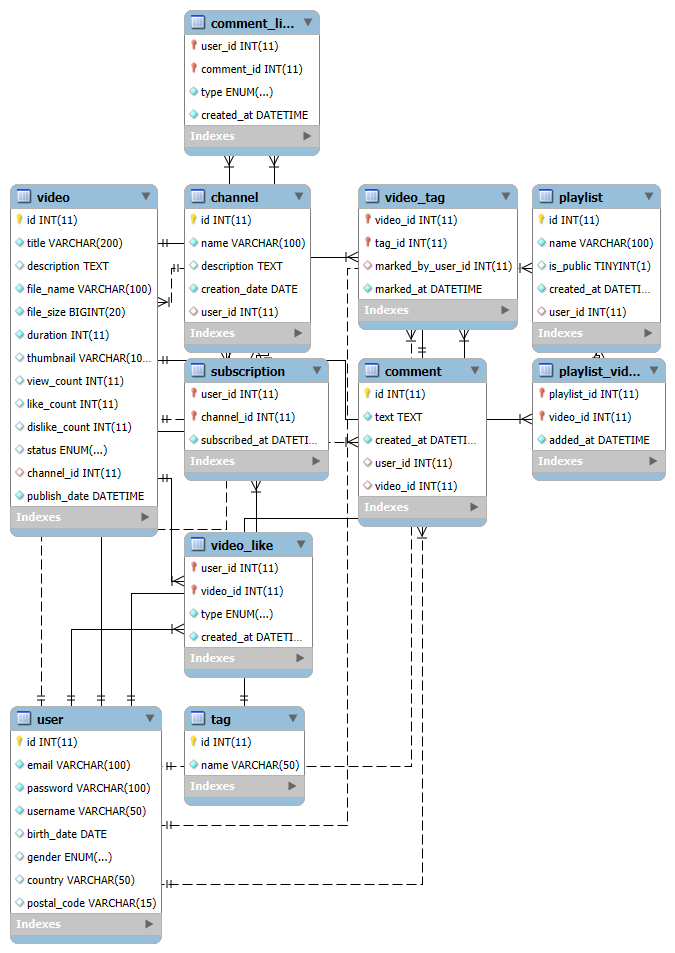 comment_li...
user_id INT(11)
comment_id INT(11)
type ENUM(...)
created_at DATETIME
Indexes
video
id INT(11)
title VARCHAR(200)
description TEXT
file_name VARCHAR(100)
file_size BIGINT(20)
duration INT(11)
thumbnail VARCHAR(10...
view_count INT(11)
like_count INT(11)
dislike_count INT(11)
status ENUM(...)
channel_id INT(11)
publish_date DATETIME
Indexes
channel
id INT(11)
name VARCHAR(100)
description TEXT
creation_date DATE
user_id INT(11)
Indexes
video_tag
video_id INT(11)
tag_id INT(11)
marked_by_user_id INT(11)
marked_at DATETIME
Indexes
playlist
id INT(11)
name VARCHAR(100)
is_public TINYINT(1)
created_at DATETI...
user_id INT(11)
Indexes
subscription
user_id INT(11)
channel_id INT(11)
subscribed_at DATETI...
Indexes
comment
id INT(11)
text TEXT
created_at DATETI...
user_id INT(11)
video_id INT(11)
Indexes
playlist_vid...
playlist_id INT(11)
video_id INT(11)
added_at DATETIME
Indexes
video_like
user_id INT(11)
video_id INT(11)
type ENUM(...)
created_at DATETI...
Indexes
user
id INT(11)
email VARCHAR(100)
password VARCHAR(100)
username VARCHAR(50)
birth_date DATE
gender ENUM(...)
country VARCHAR(50)
postal_code VARCHAR(15)
Indexes
tag
id INT(11)
name VARCHAR(50)
Indexes